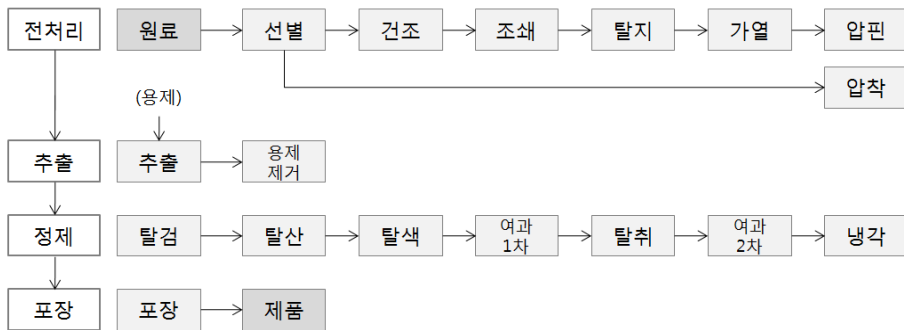 전처리
원료
선별
건조
조쇄
탈지
가열
압핀
압착
(용제)
추출
추출
용제
제거
정제
탈검
탈산
탈색
여과
1차
탈취
여과
2차
냉각
포장
포장
제품